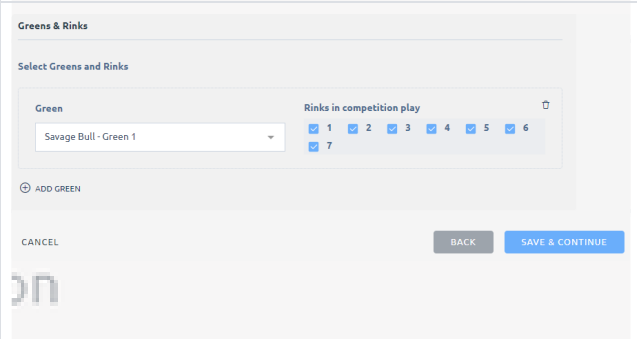 Greens & Rinks
Select Greens and Rinks
Green
Rinks in competition play
Savage Bull - Green 1
1 2 3 4 5 6
7
ADD GREEN
CANCEL
BACK
SAVE & CONTINUE
on